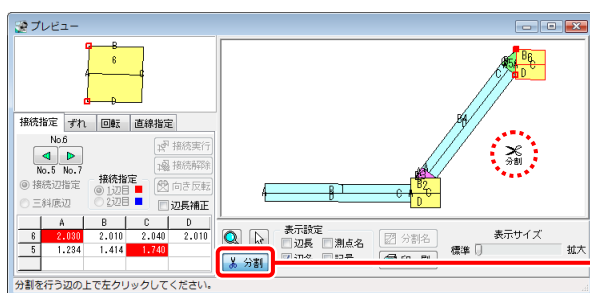 プレビュー
B
6
A C
D
接続指定 ずれ 回転 直線指定
No.6
No.5 No.7
接続実行
接続解除
接続辺指定
三斜底辺
接続指定
1辺目
2辺目
向き反転
辺長補正
A B C D
6 2.030 2.010 2.040 2.010
5 1.234 1.414 1.740
B6
C
D
B4
C
分割
A B 1 C
D
B2
C
D
表示設定
辺長 測点名
分割名
表示サイズ
標準 拡大
分割
分割を行う辺の上で左クリックしてください。